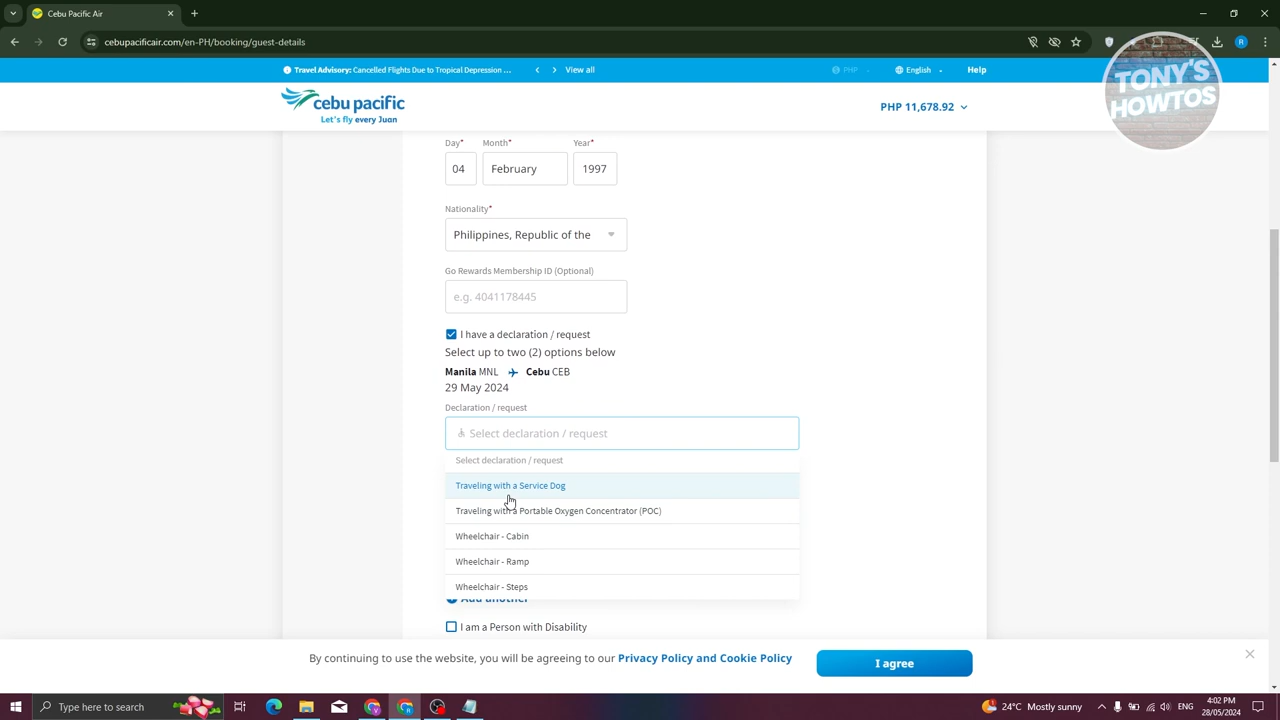 Cebu Pacific Air
cebupacificair.com/en-PH/booking/guest-details
Travel Advisory: Cancelled Flights Due to Tropical Depression ...
View all
PHP
English
Help
cebu pacific
Let's fly every Juan
PHP 11,678.92
TONY'S
HOWTOS
Day* Month* Year*
04 February 1997
Nationality*
Philippines, Republic of the
Go Rewards Membership ID (Optional)
e.g. 4041178445
I have a declaration / request
Select up to two (2) options below
Manila MNL Cebu CEB
29 May 2024
Declaration / request
Select declaration / request
Select declaration / request
Traveling with a Service Dog
Traveling with a Portable Oxygen Concentrator (POC)
Wheelchair - Cabin
Wheelchair - Ramp
Wheelchair - Steps
Add another
I am a Person with Disability
By continuing to use the website, you will be agreeing to our Privacy Policy and Cookie Policy
I agree
Type here to search
24°C Mostly sunny
4:02 PM
28/05/2024